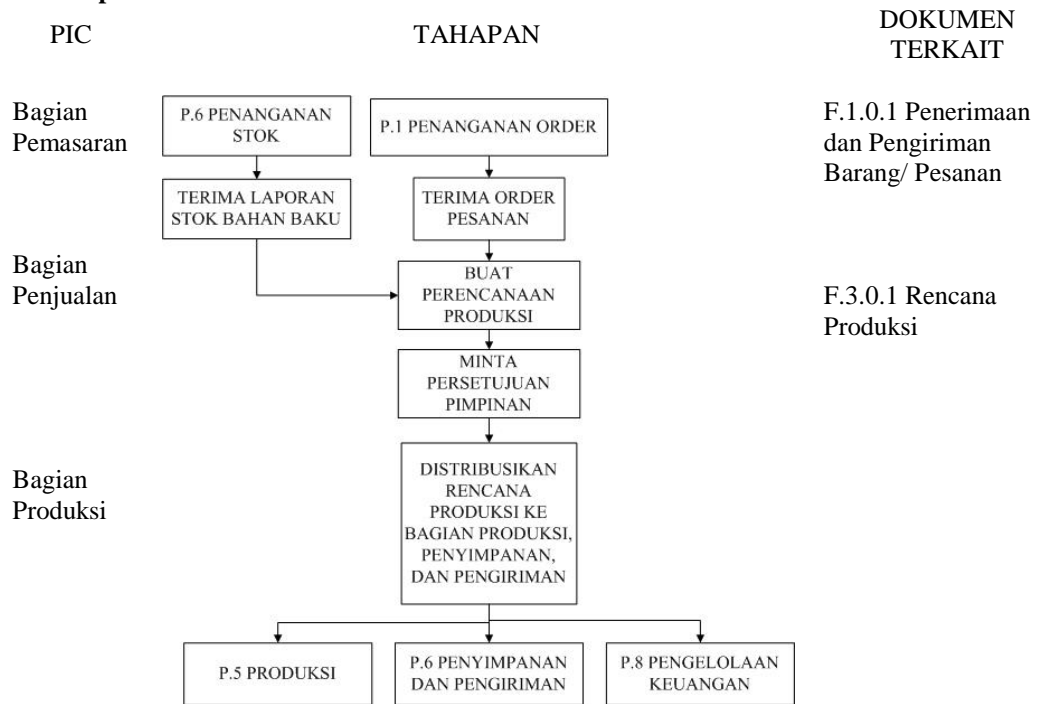 PIC
TAHAPAN
DOKUMEN
TERKAIT
Bagian
Pemasaran
P.6 PENANGANAN
STOK
P.1 PENANGANAN ORDER
F.1.0.1 Penerimaan
dan Pengiriman
Barang/ Pesanan
TERIMA LAPORAN
STOK BAHAN BAKU
TERIMA ORDER
PESANAN
Bagian
Penjualan
BUAT
PERENCANAAN
PRODUKSI
F.3.0.1 Rencana
Produksi
MINTA
PERSETUJUAN
PIMPINAN
Bagian
Produksi
DISTRIBUSIKAN
RENCANA
PRODUKSI KE
BAGIAN PRODUKSI,
PENYIMPANAN,
DAN PENGIRIMAN
P.5 PRODUKSI
P.6 PENYIMPANAN
DAN PENGIRIMAN
P.8 PENGELOLAAN
KEUANGAN